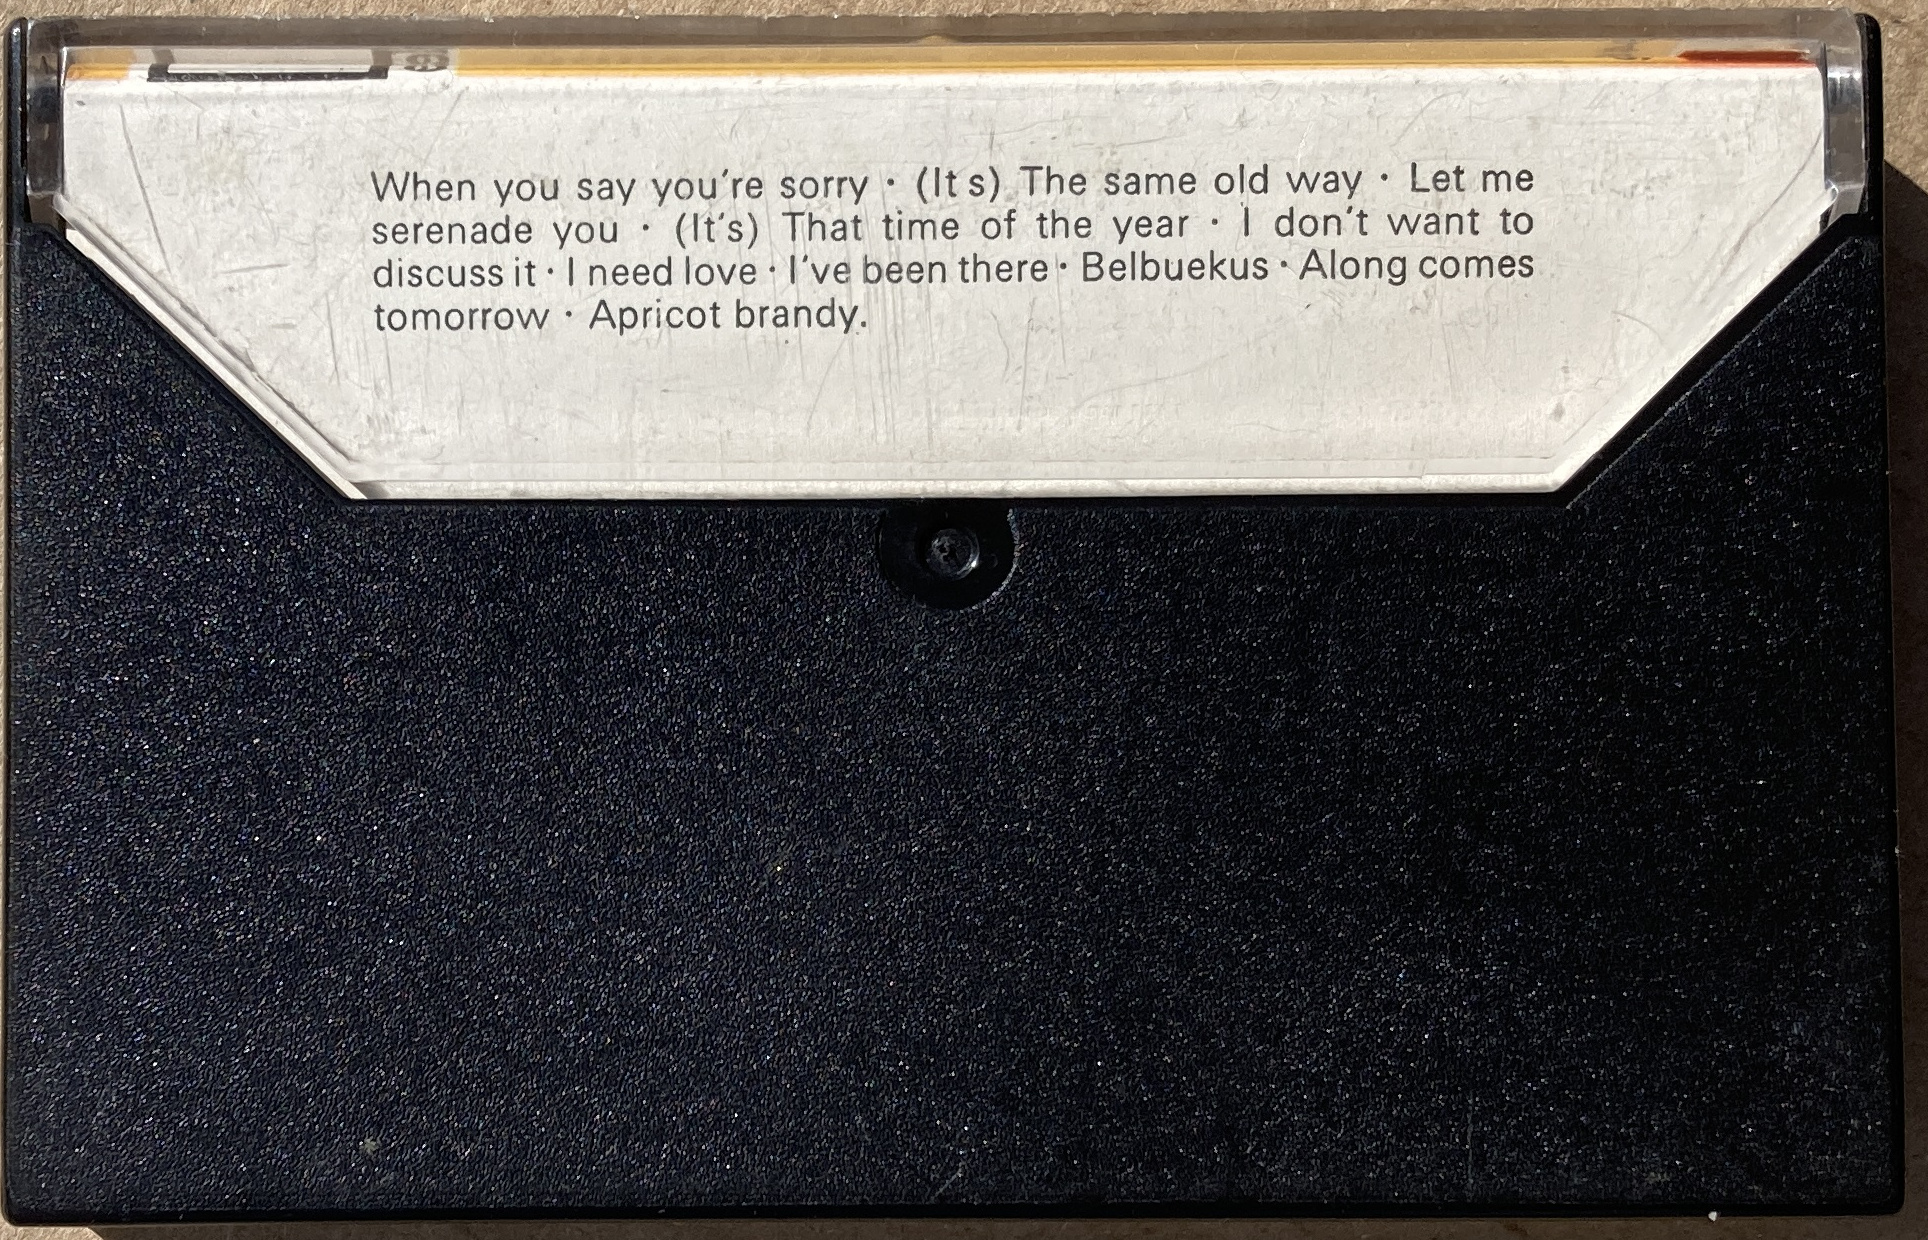 When you say you're sorry · (It s) The same old way · Let me
serenade you · (It's) That time of the year · I don't want to
discuss it · I need love · I've been there · Belbuekus · Along comes
tomorrow · Apricot brandy.